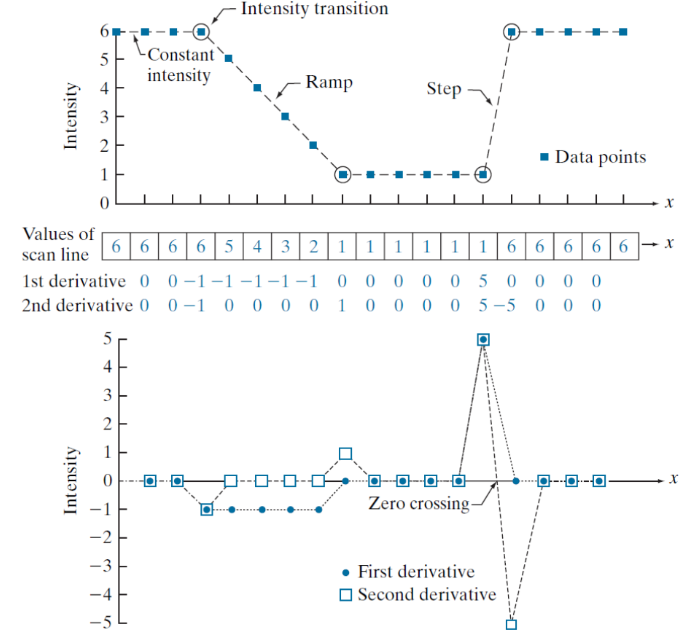 Intensity transition
6
5
4
3
2
1
0
Intensity
Constant
intensity
Ramp
Step
Data points
x
Values of
scan line
6 6 6 6 5 4 3 2 1 1 1 1 1 1 6 6 6 6 6
x
1st derivative 0 0 −1 −1 −1 −1 −1 0 0 0 0 0 5 0 0 0 0
2nd derivative 0 0 −1 0 0 0 0 1 0 0 0 0 5 −5 0 0 0
5
4
3
2
1
0
−1
−2
−3
−4
−5
Intensity
x
Zero crossing
First derivative
Second derivative